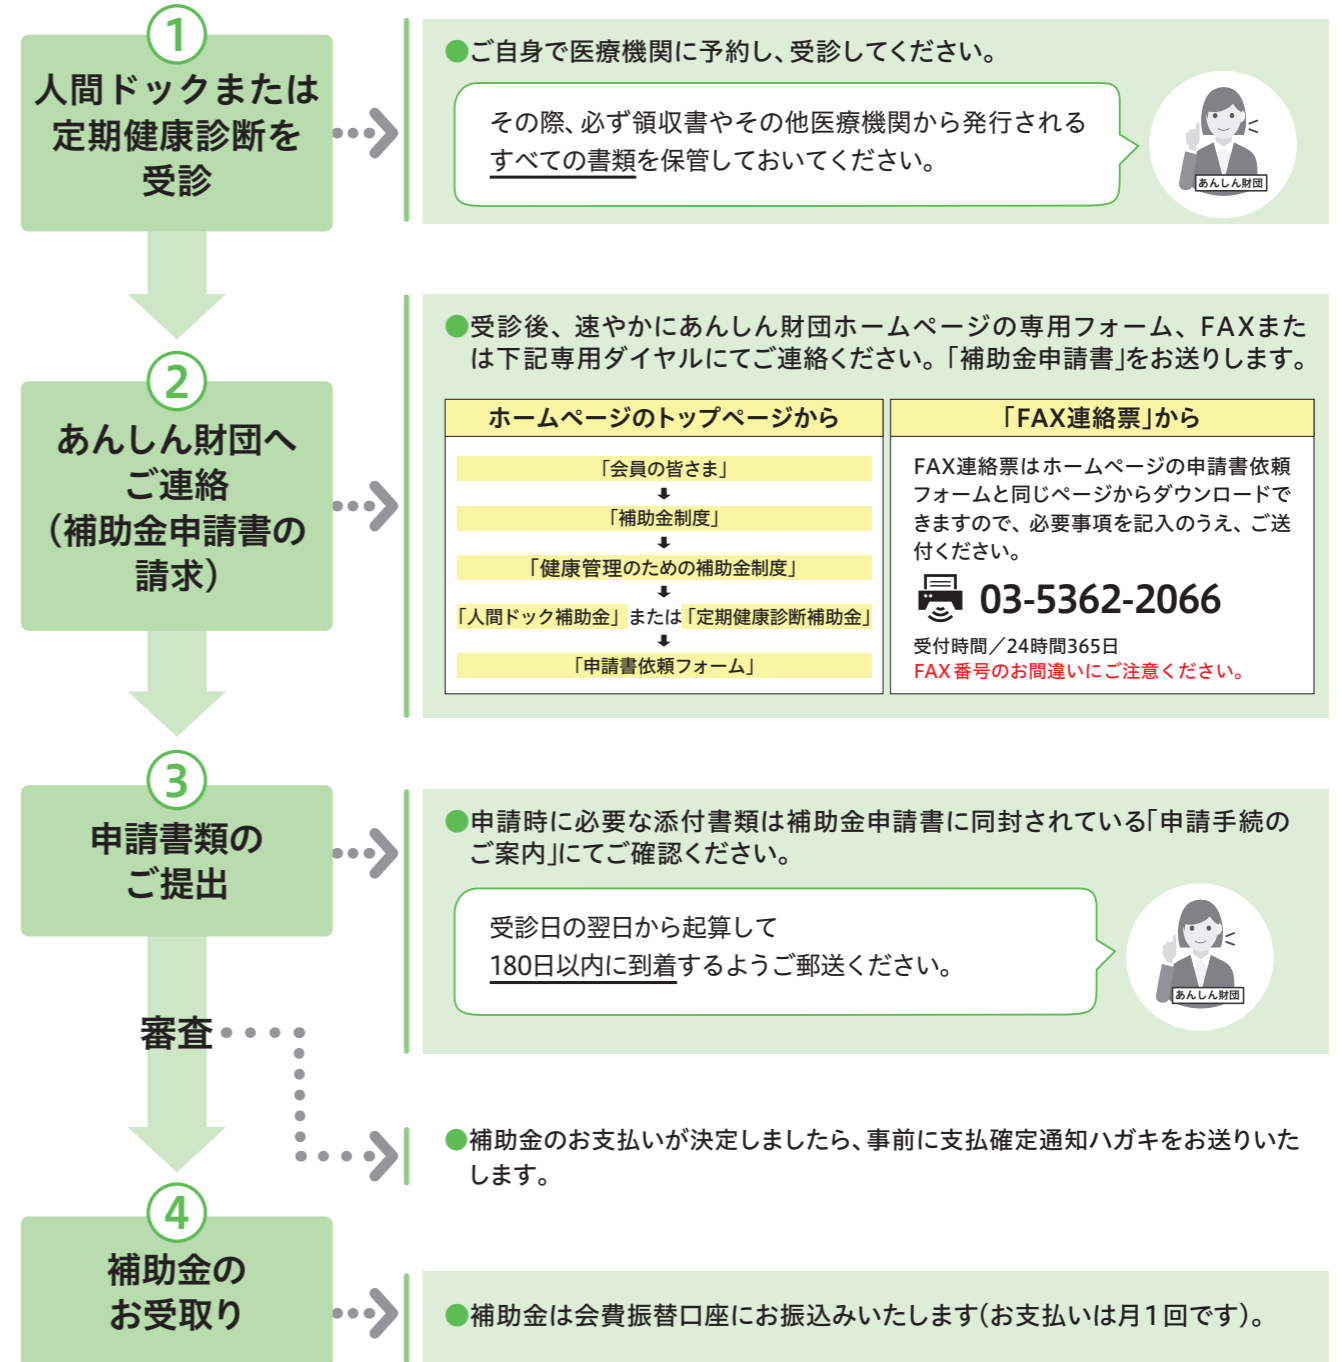 1
人間ドックまたは
定期健康診断を
受診
●ご自身で医療機関に予約し、受診してください。
その際、必ず領収書やその他医療機関から発行される
すべての書類を保管しておいてください。
あんしん財団
2
あんしん財団へ
ご連絡
（補助金申請書の
請求）
●受診後、速やかにあんしん財団ホームページの専用フォーム、FAXまた
は下記専用ダイヤルにてご連絡ください。「補助金申請書」をお送りします。
ホームページのトップページから
「会員の皆さま」
⬇
「補助金制度」
⬇
「健康管理のための補助金制度」
⬇
「人間ドック補助金」または「定期健康診断補助金」
⬇
「申請書依頼フォーム」
「FAX連絡票」から
FAX連絡票はホームページの申請書依頼
フォームと同じページからダウンロードで
きますので、必要事項を記入のうえ、ご送
付ください。
03-5362-2066
受付時間／24時間365日
FAX番号のお間違いにご注意ください。
3
申請書類の
ご提出
●申請時に必要な添付書類は補助金申請書に同封されている「申請手続の
ご案内」にてご確認ください。
受診日の翌日から起算して
180日以内に到着するようご郵送ください。
あんしん財団
審査
●補助金のお支払いが決定しましたら、事前に支払確定通知ハガキをお送りいた
します。
4
補助金の
お受取り
●補助金は会費振替口座にお振込みいたします（お支払いは月1回です）。